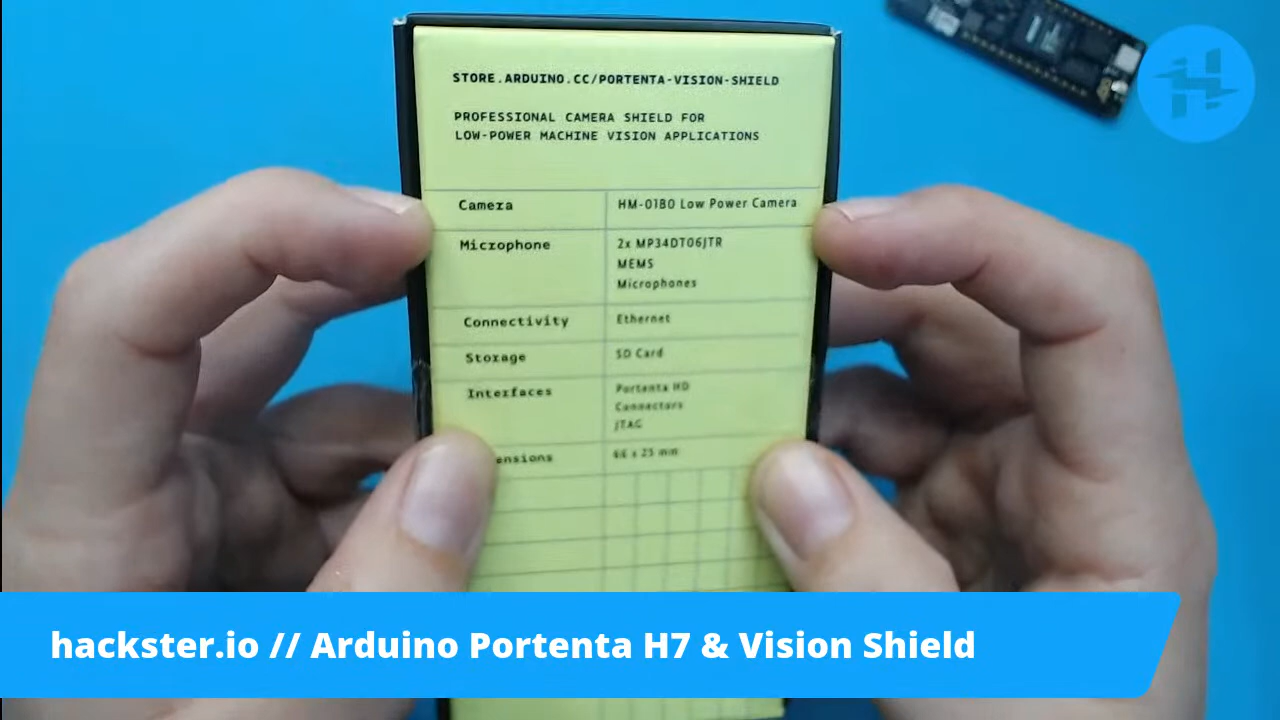 STORE.ARDUINO.CC/PORTENTA-VISION-SHIELD
PROFESSIONAL CAMERA SHIELD FOR
LOW-POWER MACHINE VISION APPLICATIONS
Camera HM-01B0 Low Power Camera
Microphone 2x MP34DT06JTR
MEMS
Microphones
Connectivity Ethernet
Storage SD Card
Interfaces Portenta HD
Connectors
JTAG
ensions 66 x 25 mm
hackster.io // Arduino Portenta H7 & Vision Shield